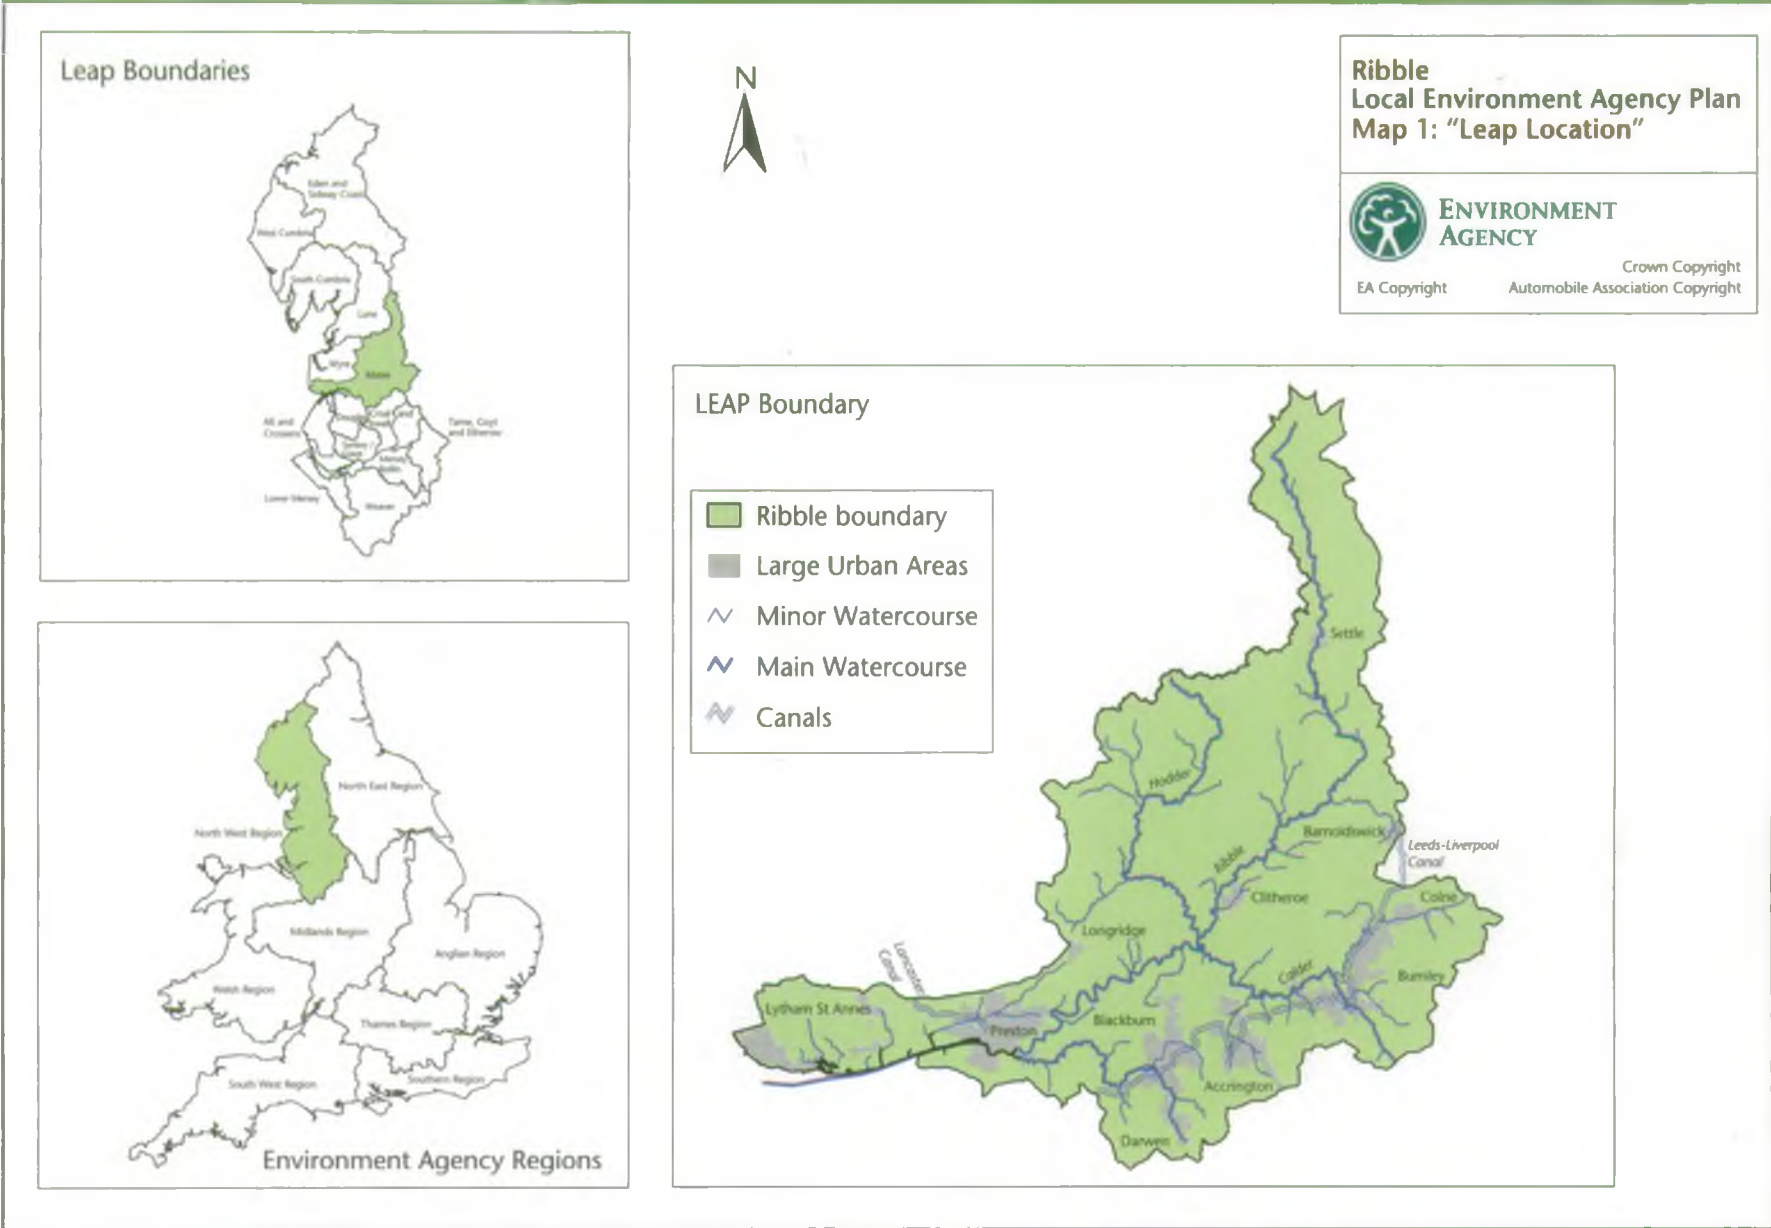 Leap Boundaries
Eden and
Solway Coast
West Cumbria
South Cumbria
Lune
Wyre
Ribble
Alt and
Crossens
Douglas
Tame, Goyt
and Etherow
Lower Mersey
Weaver
N
Ribble
Local Environment Agency Plan
Map 1: "Leap Location"
ENVIRONMENT
AGENCY
Crown Copyright
EA Copyright
Automobile Association Copyright
North East Region
North West Region
Midlands Region
Anglian Region
Welsh Region
Thames Region
South West Region
Southern Region
Environment Agency Regions
LEAP Boundary
Ribble boundary
Large Urban Areas
Minor Watercourse
Main Watercourse
Canals
Settle
Hodder
Barnoldswick
Leeds-Liverpool
Canal
Ribble
Clitheroe
Colne
Longridge
Lancaster
Canal
Calder
Burnley
Lytham St Annes
Preston
Blackburn
Accrington
Darwen